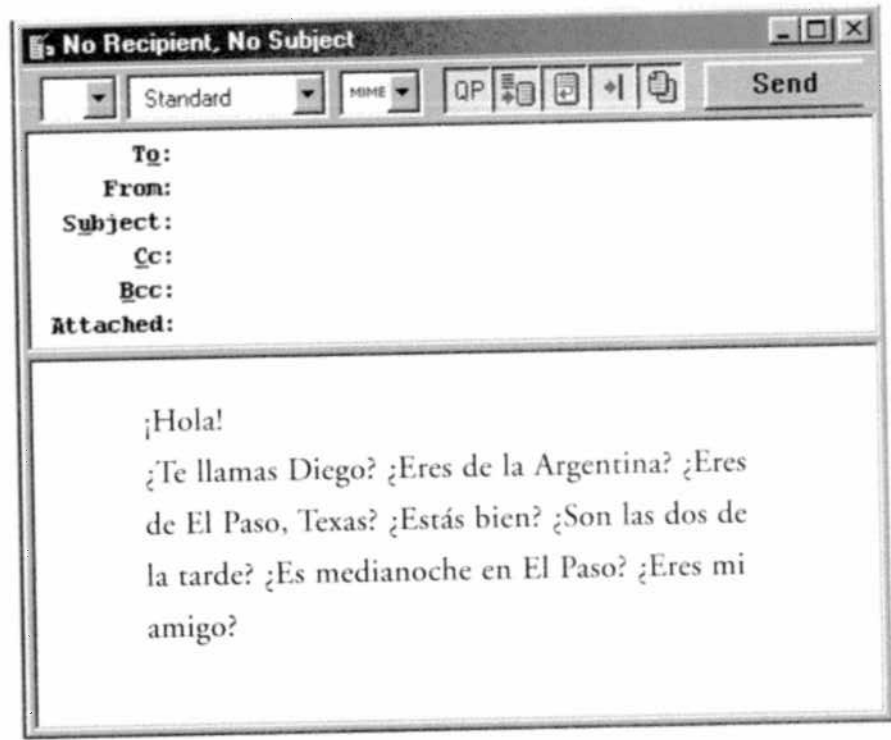 No Recipient, No Subject
Standard MIME QP Send
To:
From:
Subject:
Cc:
Bcc:
Attached:
¡Hola!
¿Te llamas Diego? ¿Eres de la Argentina? ¿Eres
de El Paso, Texas? ¿Estás bien? ¿Son las dos de
la tarde? ¿Es medianoche en El Paso? ¿Eres mi
amigo?